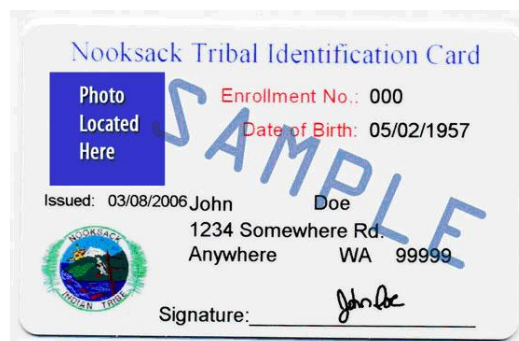 Nooksack Tribal Identification Card
Photo
Located
Here
Enrollment No.: 000
Date of Birth: 05/02/1957
SAMPLE
Issued: 03/08/2006
John Doe
1234 Somewhere Rd.
Anywhere WA 99999
NOOKSACK
INDIAN TRIBE
Signature: John Doe